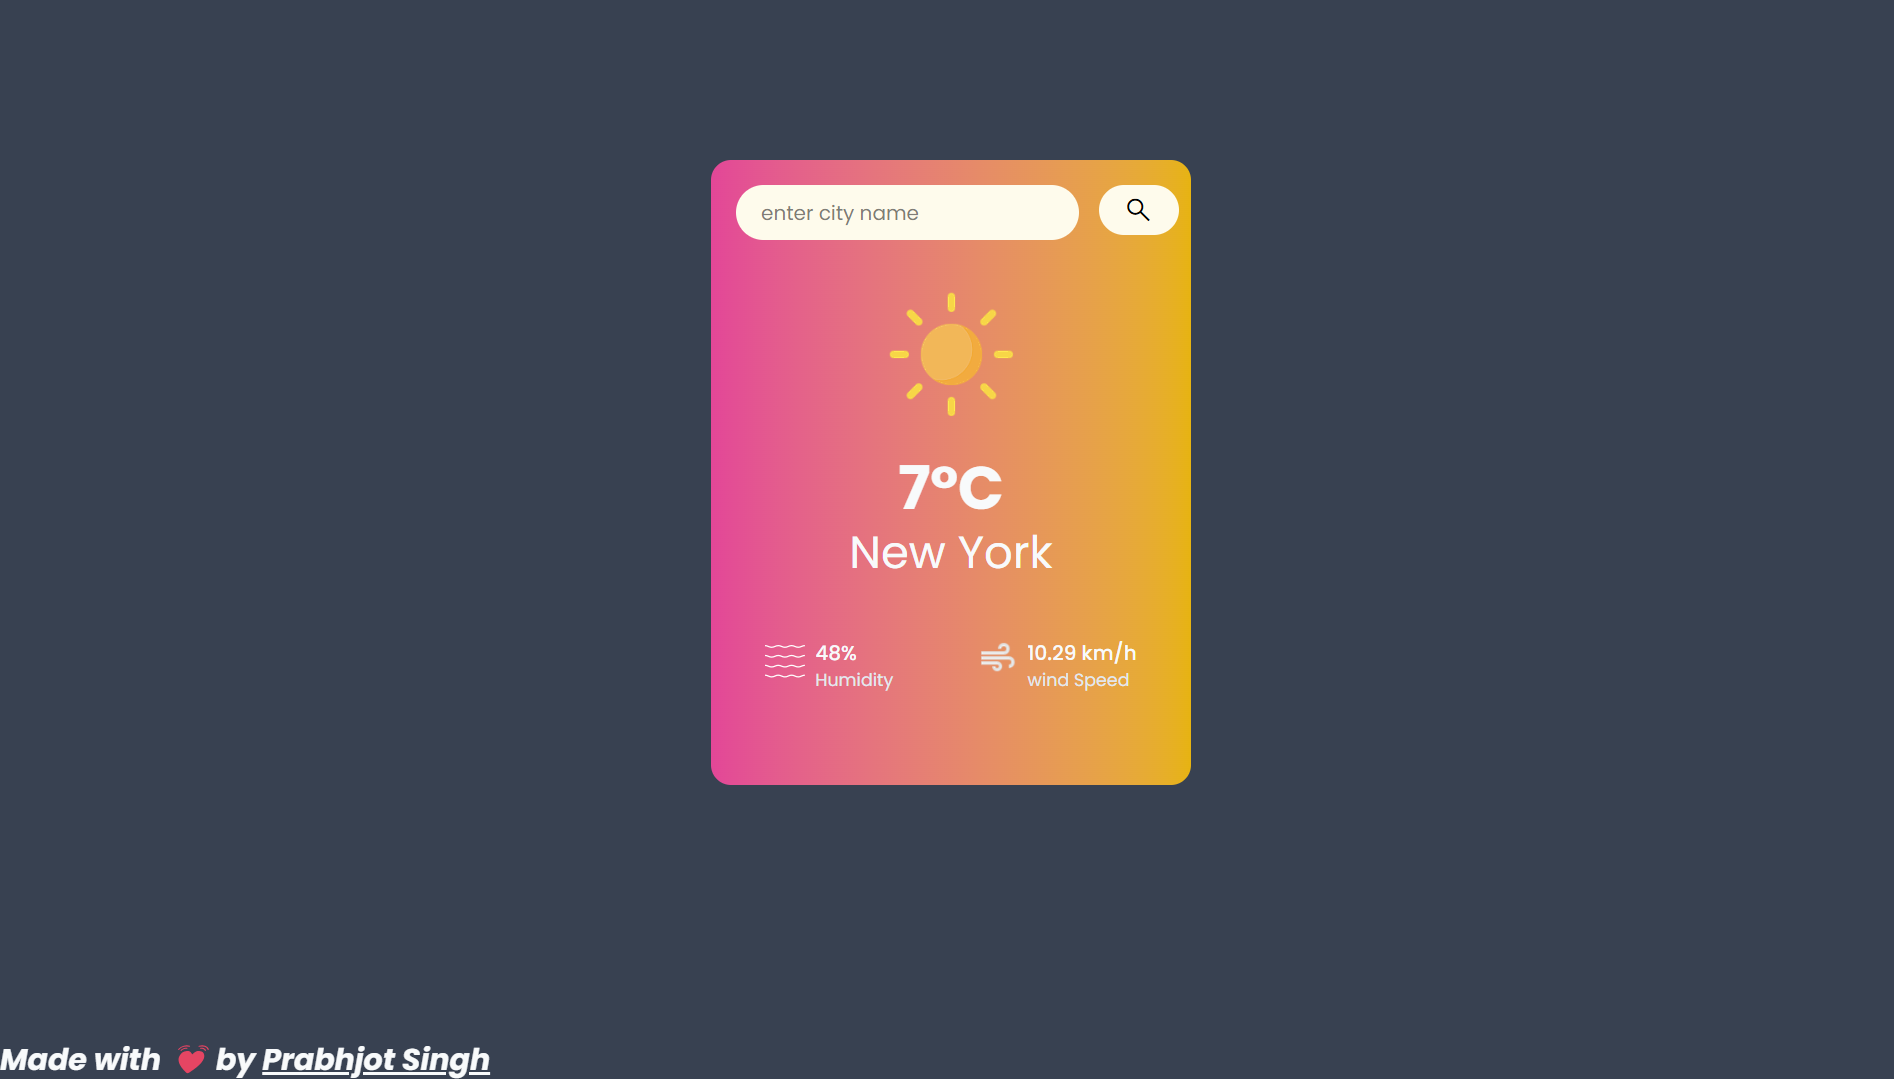 enter city name
7°C
New York
48%
Humidity
10.29 km/h
wind Speed
Made with by Prabhjot Singh